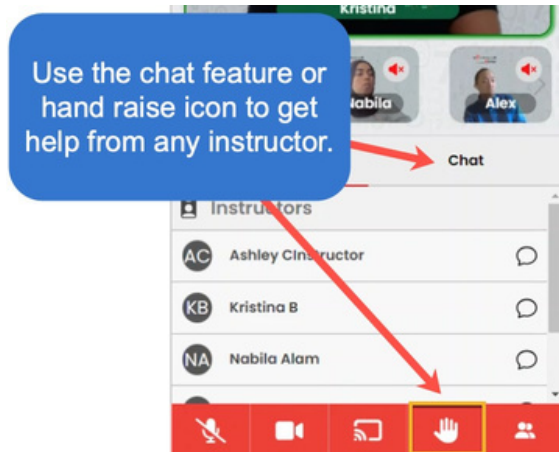 Kristina
Use the chat feature or
hand raise icon to get
help from any instructor.
Nabila
Alex
Chat
Instructors
AC Ashley CInstructor
KB Kristina B
NA Nabila Alam